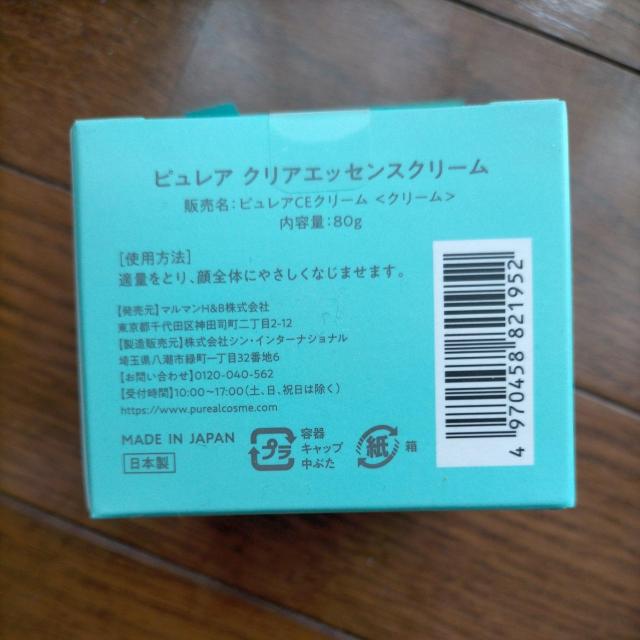 ピュレア クリアエッセンスクリーム
販売名:ピュレアCEクリーム <クリーム>
内容量:80g
[使用方法]
適量をとり、顔全体にやさしくなじませます。
【発売元】マルマンH&B株式会社
東京都千代田区神田司町二丁目2-12
【製造販売元】株式会社シン・インターナショナル
埼玉県八潮市緑町一丁目32番地6
【お問い合わせ】0120-040-562
【受付時間】10:00~17:00(土、日、祝日は除く)
https://www.purealcosme.com
MADE IN JAPAN
日本製
プラ
容器
キャップ
中ぶた
紙
箱
4 970458 821952